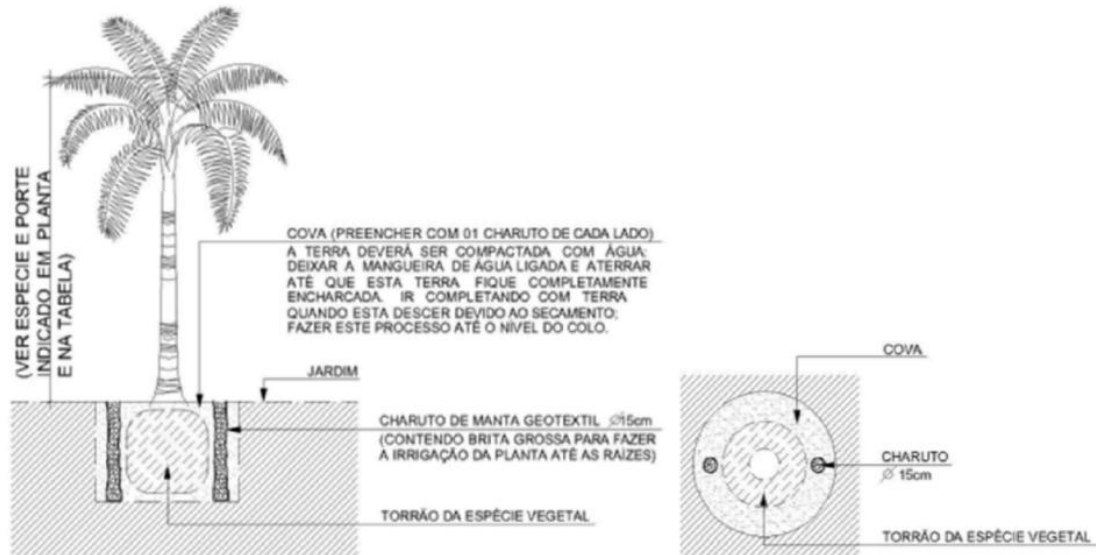 (VER ESPECIE E PORTE
INDICADO EM PLANTA
E NA TABELA)
COVA (PREENCHER COM 01 CHARUTO DE CADA LADO)
A TERRA DEVERÁ SER COMPACTADA COM ÁGUA:
DEIXAR A MANGUEIRA DE ÁGUA LIGADA E ATERRAR
ATÉ QUE ESTA TERRA FIQUE COMPLETAMENTE
ENCHARCADA. IR COMPLETANDO COM TERRA
QUANDO ESTA DESCER DEVIDO AO SECAMENTO;
FAZER ESTE PROCESSO ATÉ O NÍVEL DO COLO.
JARDIM
CHARUTO DE MANTA GEOTEXTIL Ø15cm
(CONTENDO BRITA GROSSA PARA FAZER
A IRRIGAÇÃO DA PLANTA ATÉ AS RAÍZES)
TORRÃO DA ESPÉCIE VEGETAL
COVA
CHARUTO
Ø 15cm
TORRÃO DA ESPÉCIE VEGETAL